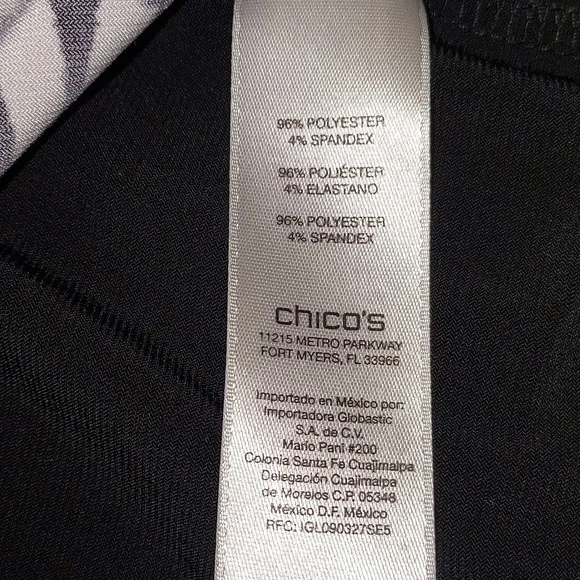 96% POLYESTER
4% SPANDEX
96% POLIÉSTER
4% ELASTANO
96% POLYESTER
4% SPANDEX
chico's
11215 METRO PARKWAY
FORT MYERS, FL 33966
Importado en México por:
Importadora Globastic
S.A. de C.V.
Mario Pani #200
Colonia Santa Fe Cuajimalpa
Delegación Cuajimalpa
de Morelos C.P. 05348
México D.F. México
RFC: IGL090327SE5